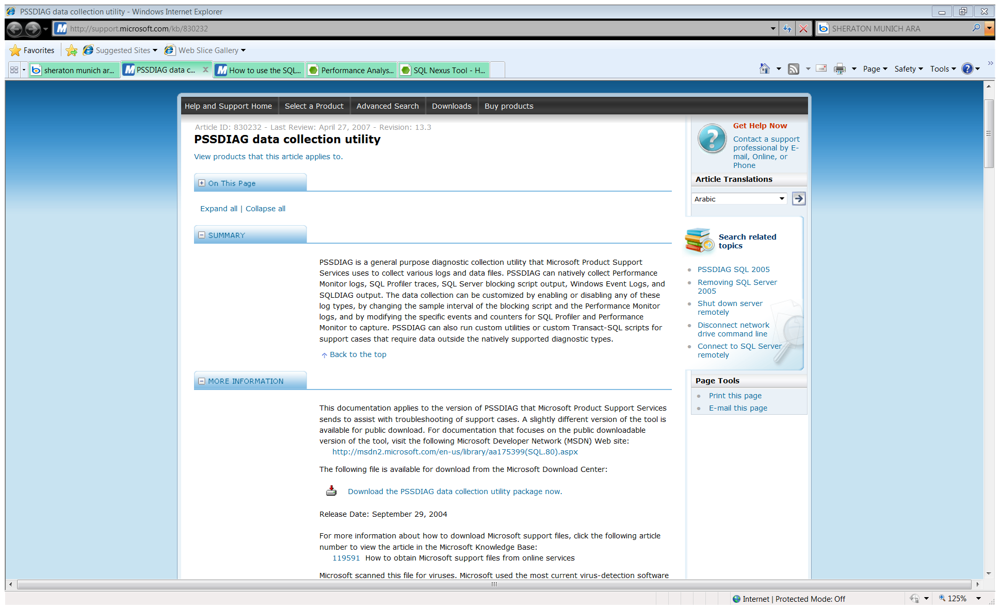 PSSDIAG data collection utility - Windows Internet Explorer
http://support.microsoft.com/kb/830232
SHERATON MUNICH ARA
Favorites
Suggested Sites
Web Slice Gallery
sheraton munich ar...
PSSDIAG data c...
How to use the SQL...
Performance Analys...
SQL Nexus Tool - H...
Page
Safety
Tools
Help and Support Home
Select a Product
Advanced Search
Downloads
Buy products
Article ID: 830232 - Last Review: April 27, 2007 - Revision: 13.3
PSSDIAG data collection utility
View products that this article applies to.
On This Page
Expand all | Collapse all
SUMMARY
PSSDIAG is a general purpose diagnostic collection utility that Microsoft Product Support
Services uses to collect various logs and data files. PSSDIAG can natively collect Performance
Monitor logs, SQL Profiler traces, SQL Server blocking script output, Windows Event Logs, and
SQLDIAG output. The data collection can be customized by enabling or disabling any of these
log types, by changing the sample interval of the blocking script and the Performance Monitor
logs, and by modifying the specific events and counters for SQL Profiler and Performance
Monitor to capture. PSSDIAG can also run custom utilities or custom Transact-SQL scripts for
support cases that require data outside the natively supported diagnostic types.
Back to the top
MORE INFORMATION
This documentation applies to the version of PSSDIAG that Microsoft Product Support Services
sends to assist with troubleshooting of support cases. A slightly different version of the tool is
available for public download. For documentation that focuses on the public downloadable
version of the tool, visit the following Microsoft Developer Network (MSDN) Web site:
http://msdn2.microsoft.com/en-us/library/aa175399(SQL.80).aspx
The following file is available for download from the Microsoft Download Center:
Download the PSSDIAG data collection utility package now.
Release Date: September 29, 2004
For more information about how to download Microsoft support files, click the following article
number to view the article in the Microsoft Knowledge Base:
119591 How to obtain Microsoft support files from online services
Microsoft scanned this file for viruses. Microsoft used the most current virus-detection software
Get Help Now
Contact a support
professional by E-
mail, Online, or
Phone
Article Translations
Arabic
Search related
topics
PSSDIAG SQL 2005
Removing SQL Server
2005
Shut down server
remotely
Disconnect network
drive command line
Connect to SQL Server
remotely
Page Tools
Print this page
E-mail this page
Internet | Protected Mode: Off
125%